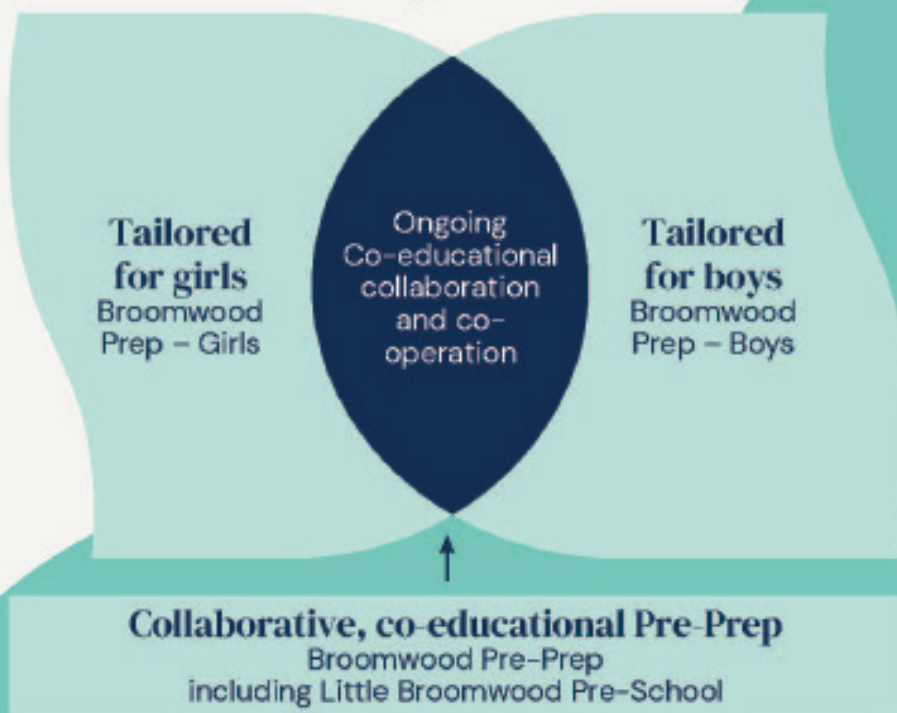 Tailored
for girls
Broomwood
Prep – Girls
Ongoing
Co-educational
collaboration
and co-
operation
Tailored
for boys
Broomwood
Prep – Boys
Collaborative, co-educational Pre-Prep
Broomwood Pre-Prep
including Little Broomwood Pre-School